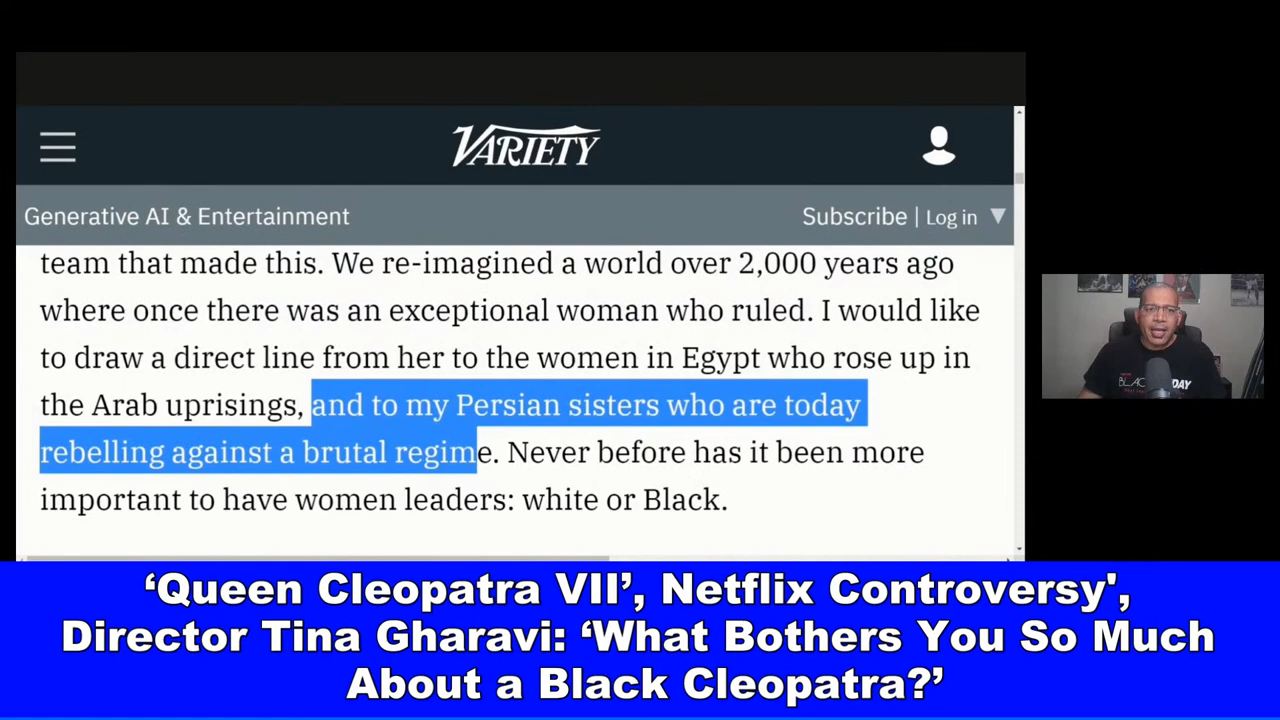 VARIETY
Generative AI & Entertainment
Subscribe | Log in ▼
team that made this. We re-imagined a world over 2,000 years ago
where once there was an exceptional woman who ruled. I would like
to draw a direct line from her to the women in Egypt who rose up in
the Arab uprisings, and to my Persian sisters who are today
rebelling against a brutal regime. Never before has it been more
important to have women leaders: white or Black.
‘Queen Cleopatra VII’, Netflix Controversy',
Director Tina Gharavi: ‘What Bothers You So Much
About a Black Cleopatra?’